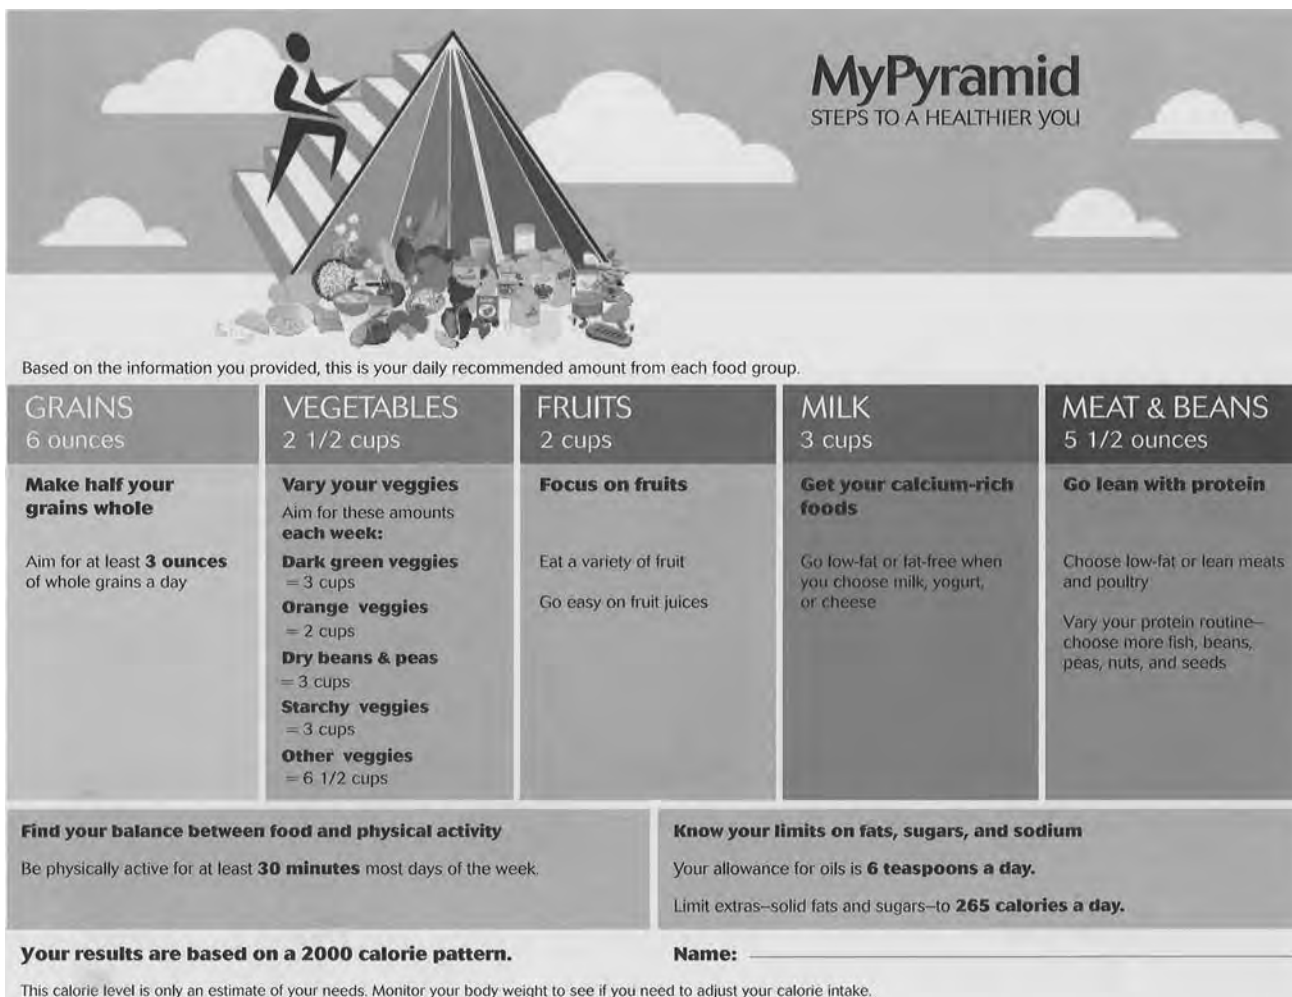 MyPyramid
STEPS TO A HEALTHIER YOU
Based on the information you provided, this is your daily recommended amount from each food group.
GRAINS
6 ounces
Make half your
grains whole
Aim for at least 3 ounces
of whole grains a day
VEGETABLES
2 1/2 cups
Vary your veggies
Aim for these amounts
each week:
Dark green veggies
= 3 cups
Orange veggies
= 2 cups
Dry beans & peas
= 3 cups
Starchy veggies
= 3 cups
Other veggies
= 6 1/2 cups
FRUITS
2 cups
Focus on fruits
Eat a variety of fruit
Go easy on fruit juices
MILK
3 cups
Get your calcium-rich
foods
Go low-fat or fat-free when
you choose milk, yogurt,
or cheese
MEAT & BEANS
5 1/2 ounces
Go lean with protein
Choose low-fat or lean meats
and poultry
Vary your protein routine–
choose more fish, beans,
peas, nuts, and seeds
Find your balance between food and physical activity
Be physically active for at least 30 minutes most days of the week.
Know your limits on fats, sugars, and sodium
Your allowance for oils is 6 teaspoons a day.
Limit extras–solid fats and sugars–to 265 calories a day.
Your results are based on a 2000 calorie pattern.
Name:
This calorie level is only an estimate of your needs. Monitor your body weight to see if you need to adjust your calorie intake.